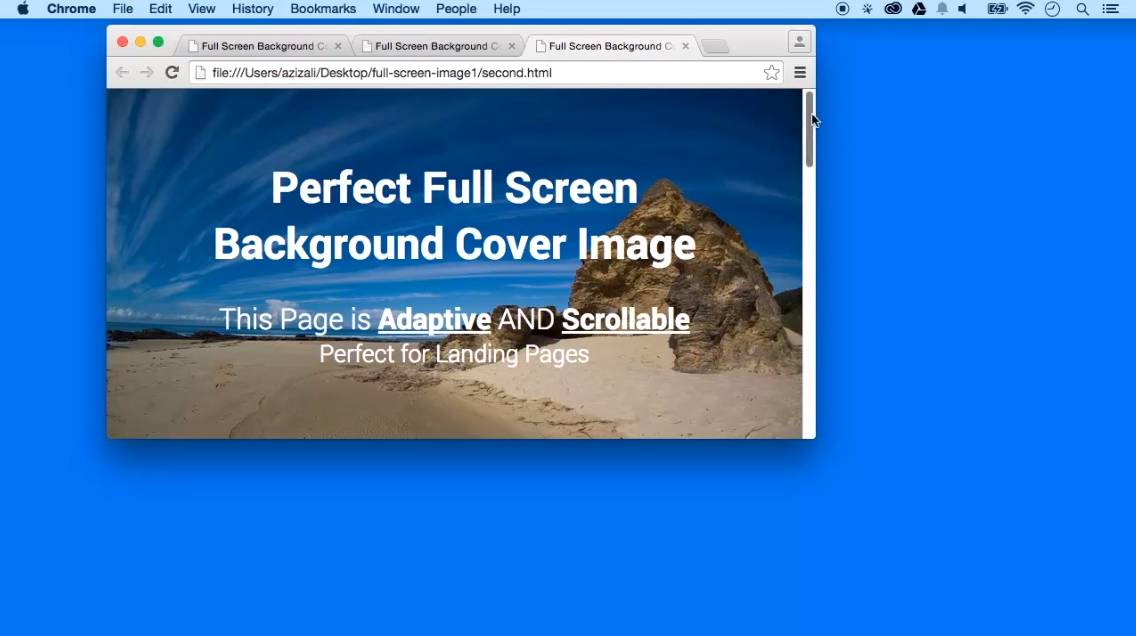 Chrome File Edit View History Bookmarks Window People Help
Full Screen Background C
Full Screen Background C
Full Screen Background C
file:///Users/azizali/Desktop/full-screen-image1/second.html
Perfect Full Screen
Background Cover Image
This Page is Adaptive AND Scrollable
Perfect for Landing Pages